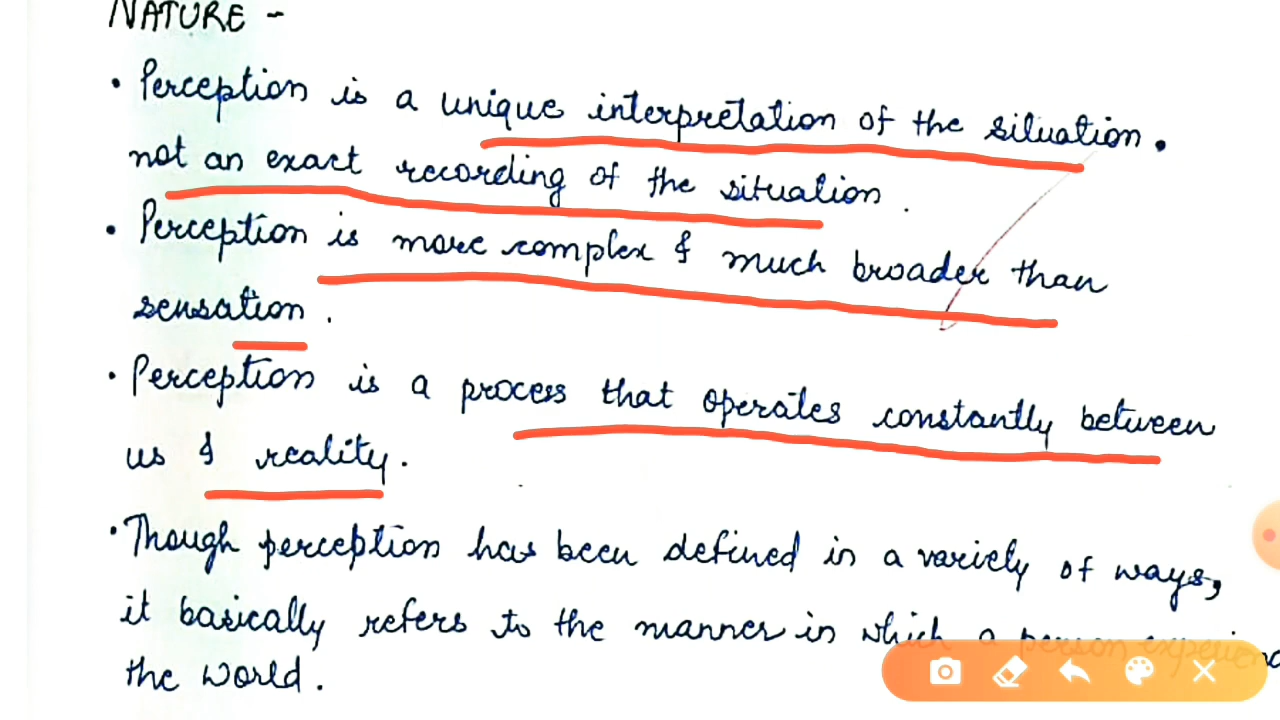 NATURE -
• Perception is a unique interpretation of the situation.
not an exact recording of the situation.
• Perception is more complex & much broader than
sensation.
• Perception is a process that operates constantly between
us & reality.
• Though perception has been defined in a variety of ways,
it basically refers to the manner in which a person
the world.